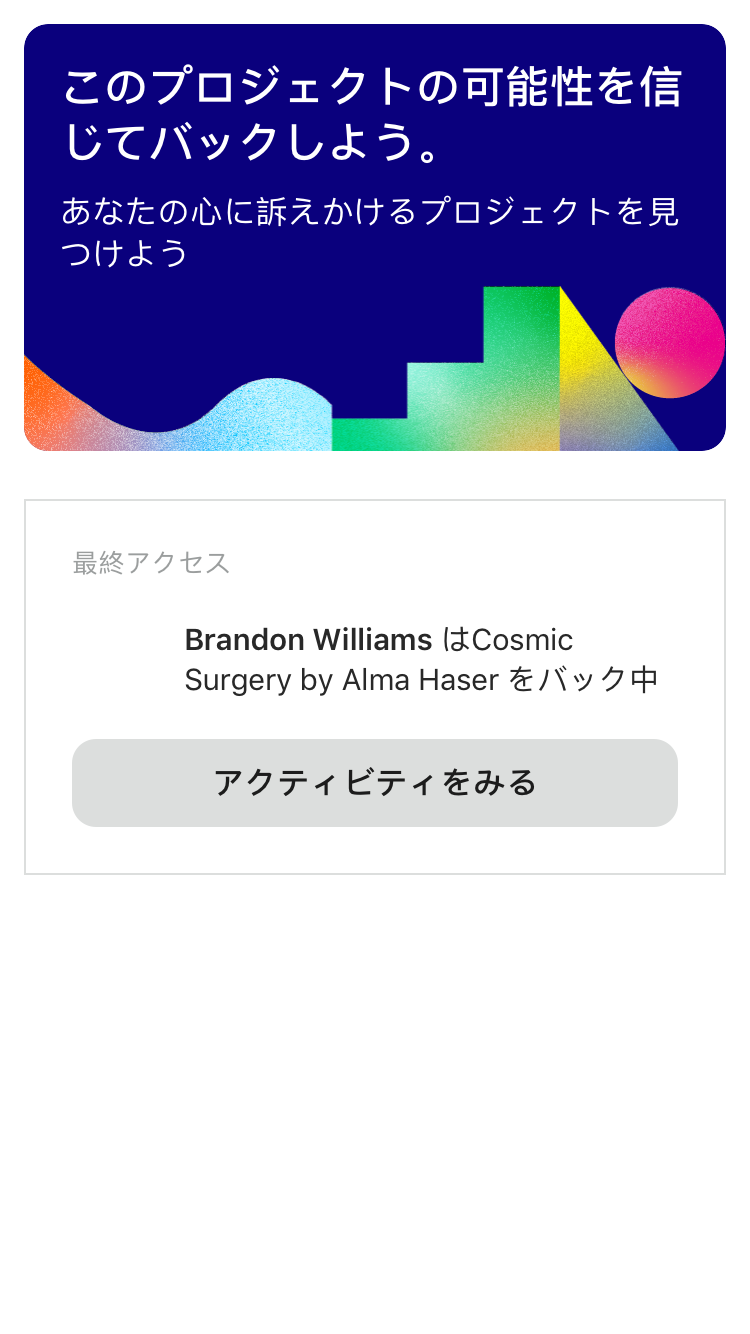 このプロジェクトの可能性を信
じてバックしよう。
あなたの心に訴えかけるプロジェクトを見
つけよう
最終アクセス
Brandon Williams はCosmic
Surgery by Alma Haser をバック中
アクティビティをみる